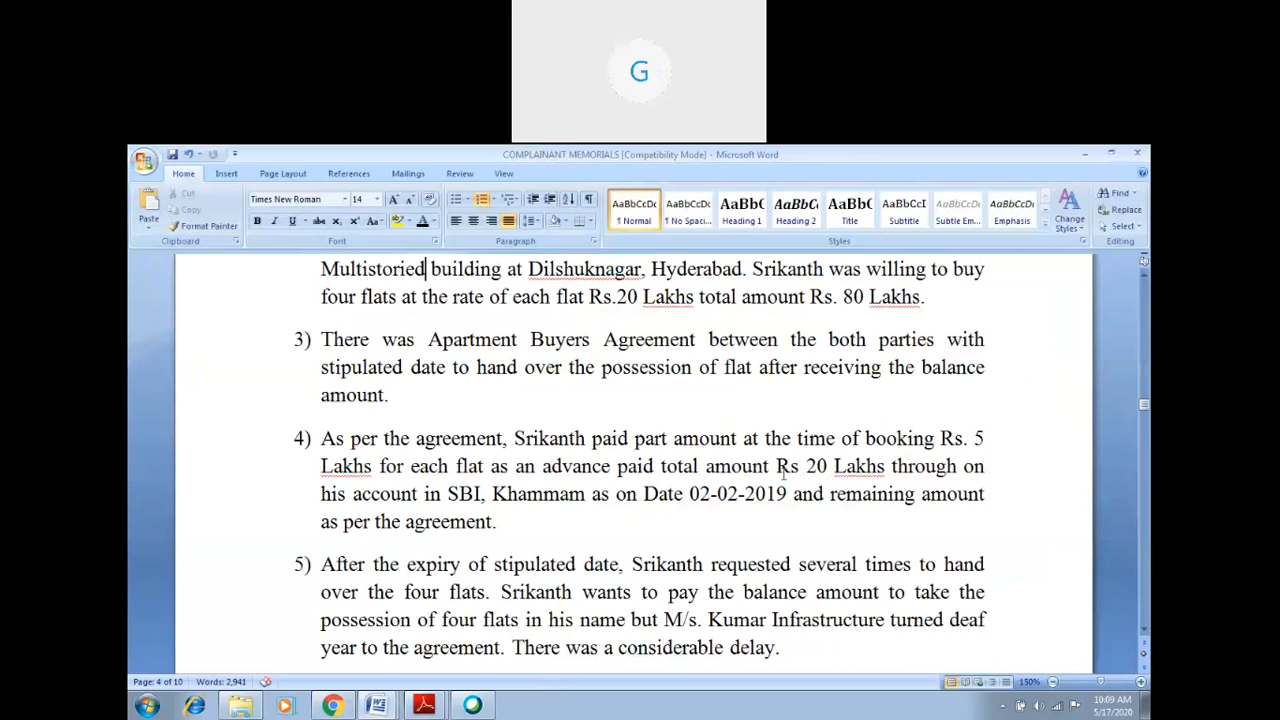 G
COMPLAINANT MEMORIALS [Compatibility Mode] - Microsoft Word
Home Insert Page Layout References Mailings Review View
Paste Cut Copy Format Painter
Times New Roman 14
AaBbCcDc AaBbCcDc AaBbC AaBbCc AaBbC AaBbCcI AaBbCcDc AaBbCcDc
¶ Normal ¶ No Spaci... Heading 1 Heading 2 Title Subtitle Subtle Em... Emphasis
Change Styles
Find
Replace
Select
Clipboard Font Paragraph Styles Editing
Multistoried building at Dilshuknagar, Hyderabad. Srikanth was willing to buy
four flats at the rate of each flat Rs.20 Lakhs total amount Rs. 80 Lakhs.
3) There was Apartment Buyers Agreement between the both parties with
stipulated date to hand over the possession of flat after receiving the balance
amount.
4) As per the agreement, Srikanth paid part amount at the time of booking Rs. 5
Lakhs for each flat as an advance paid total amount Rs 20 Lakhs through on
his account in SBI, Khammam as on Date 02-02-2019 and remaining amount
as per the agreement.
5) After the expiry of stipulated date, Srikanth requested several times to hand
over the four flats. Srikanth wants to pay the balance amount to take the
possession of four flats in his name but M/s. Kumar Infrastructure turned deaf
year to the agreement. There was a considerable delay.
Page: 4 of 10 Words: 2,941 150%
10:09 AM
5/17/2020